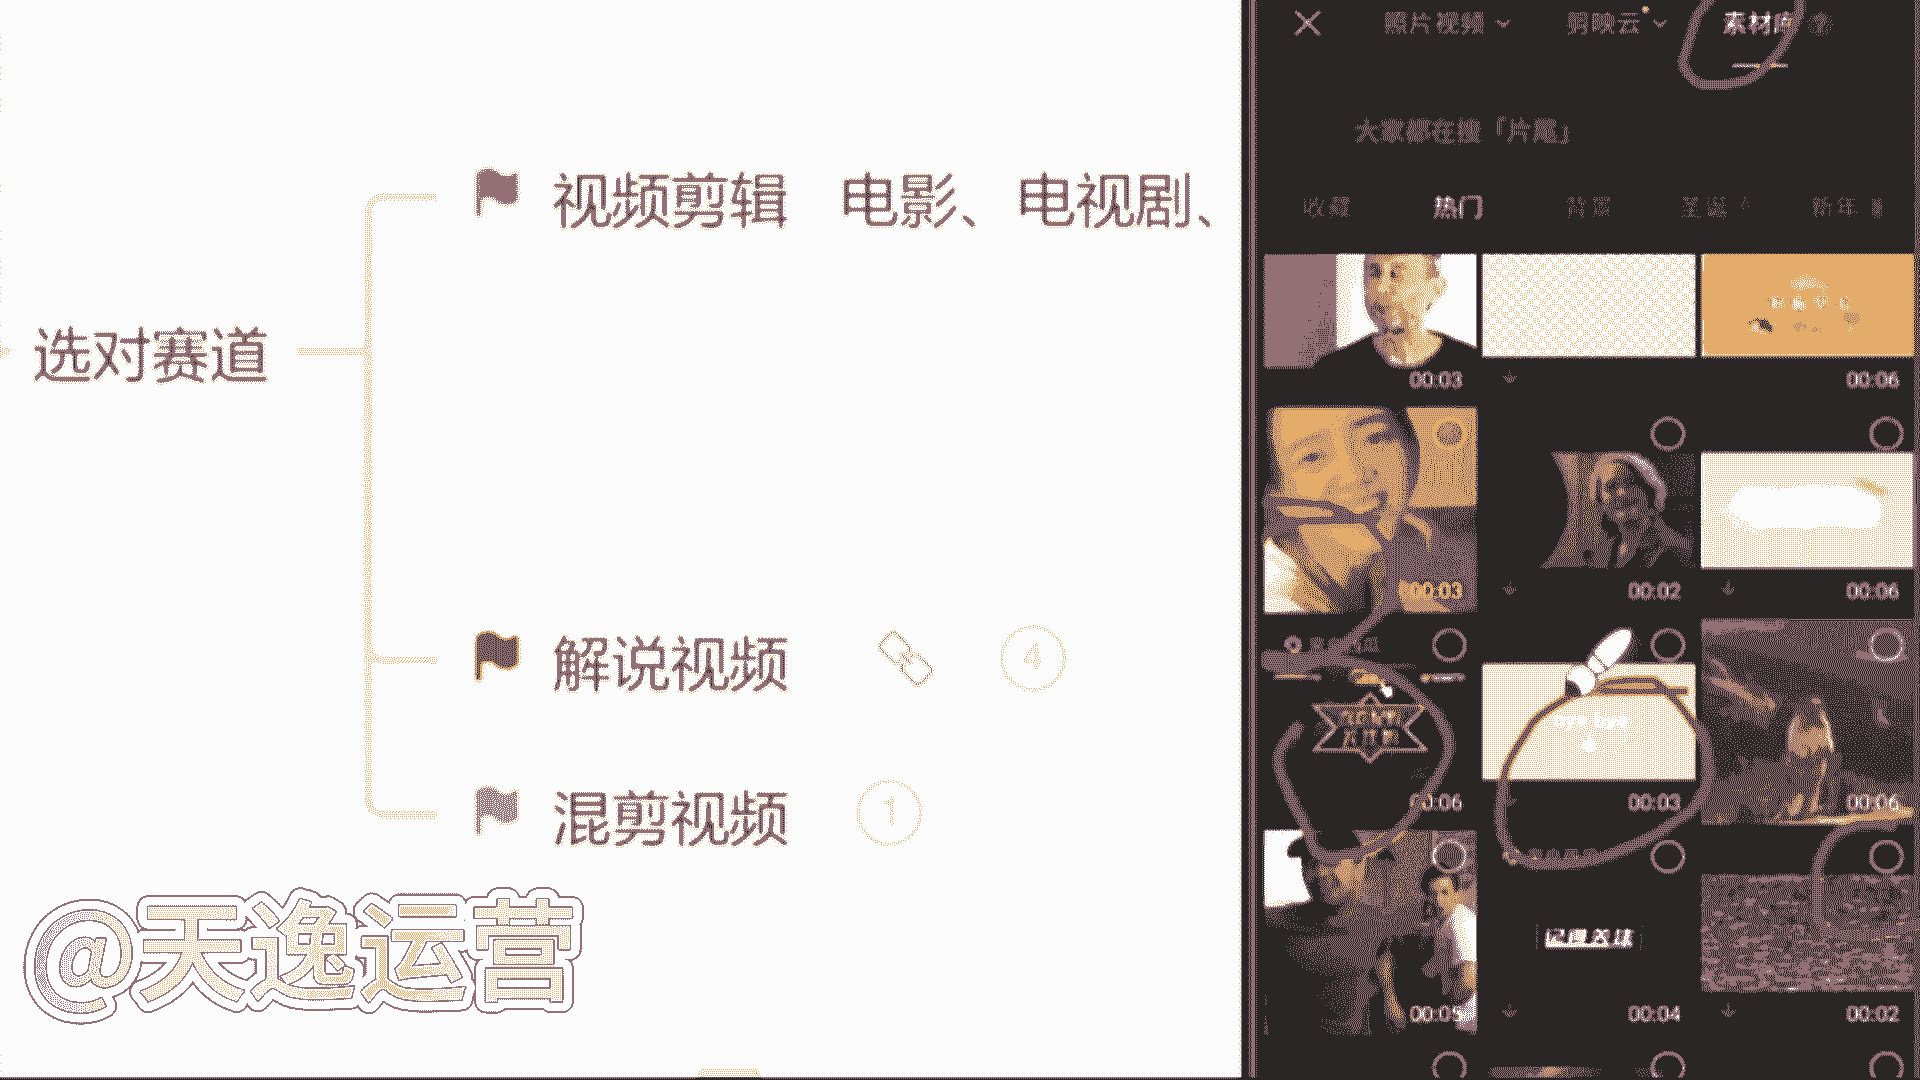 选对赛道
视频剪辑 电影、电视剧、
解说视频 4
混剪视频 1
@天逸运营
照片视频 剪映云 素材库
大家都在搜「片尾」
收藏 热门 背景 圣诞 新年
00:03
00:06
00:03
00:02
00:06
00:06
bye bye
00:03
00:06
00:05
记得关注
00:04
00:02